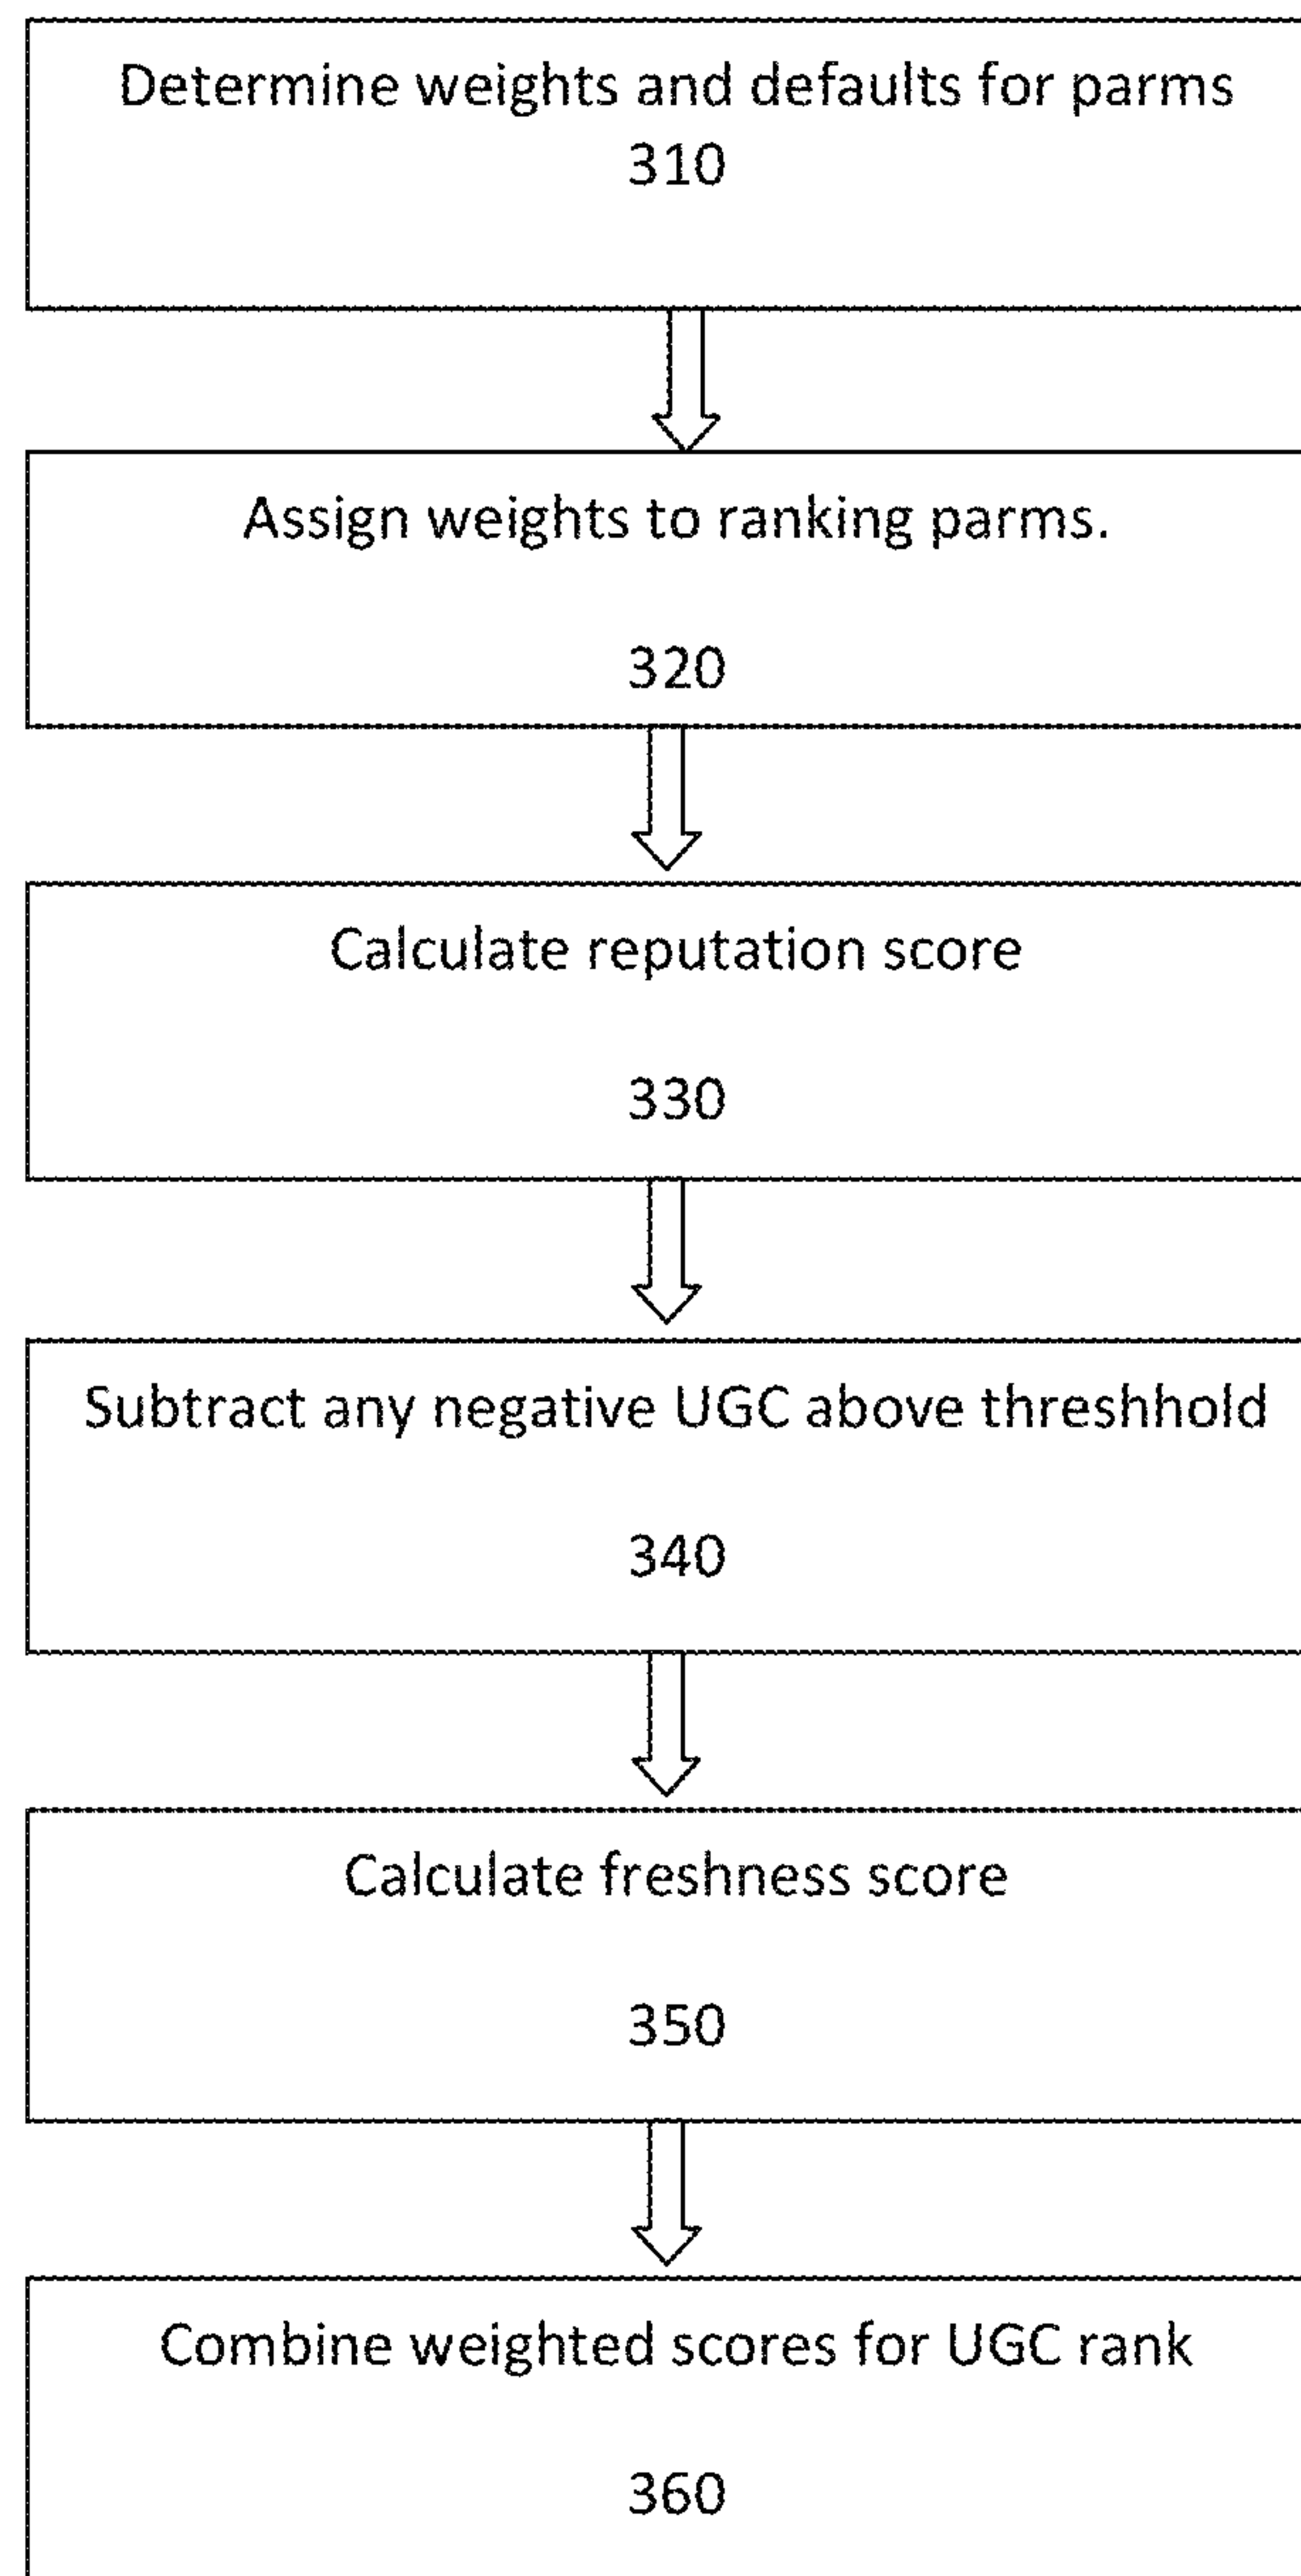 Determine weights and defaults for parms
310
Assign weights to ranking parms.
320
Calculate reputation score
330
Subtract any negative UGC above threshhold
340
Calculate freshness score
350
Combine weighted scores for UGC rank
360